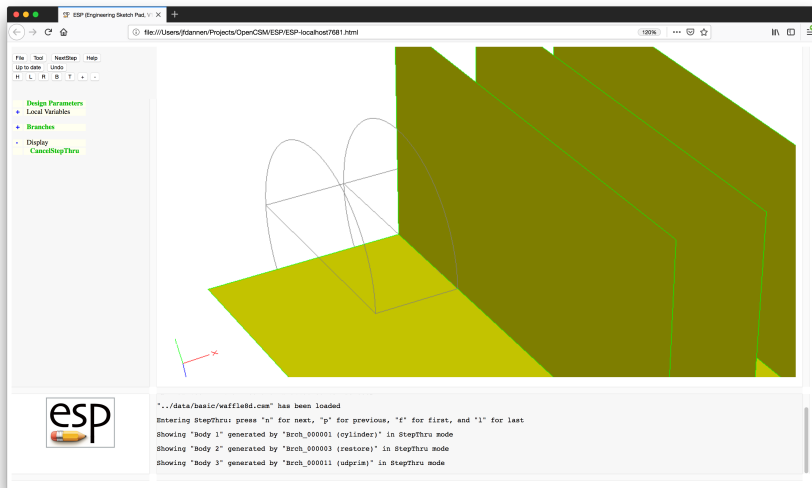 ESP (Engineering Sketch Pad, V
file:///Users/jfdannen/Projects/OpenCSM/ESP/ESP-localhost7681.html
120%
File Tool NextStep Help
Up to date Undo
H L R B T + -
Design Parameters
+ Local Variables
+ Branches
- Display
CancelStepThru
X
esp
"../data/basic/waffle8d.csm" has been loaded
Entering StepThru: press "n" for next, "p" for previous, "f" for first, and "l" for last
Showing "Body 1" generated by "Brch_000001 (cylinder)" in StepThru mode
Showing "Body 2" generated by "Brch_000003 (restore)" in StepThru mode
Showing "Body 3" generated by "Brch_000011 (udprim)" in StepThru mode